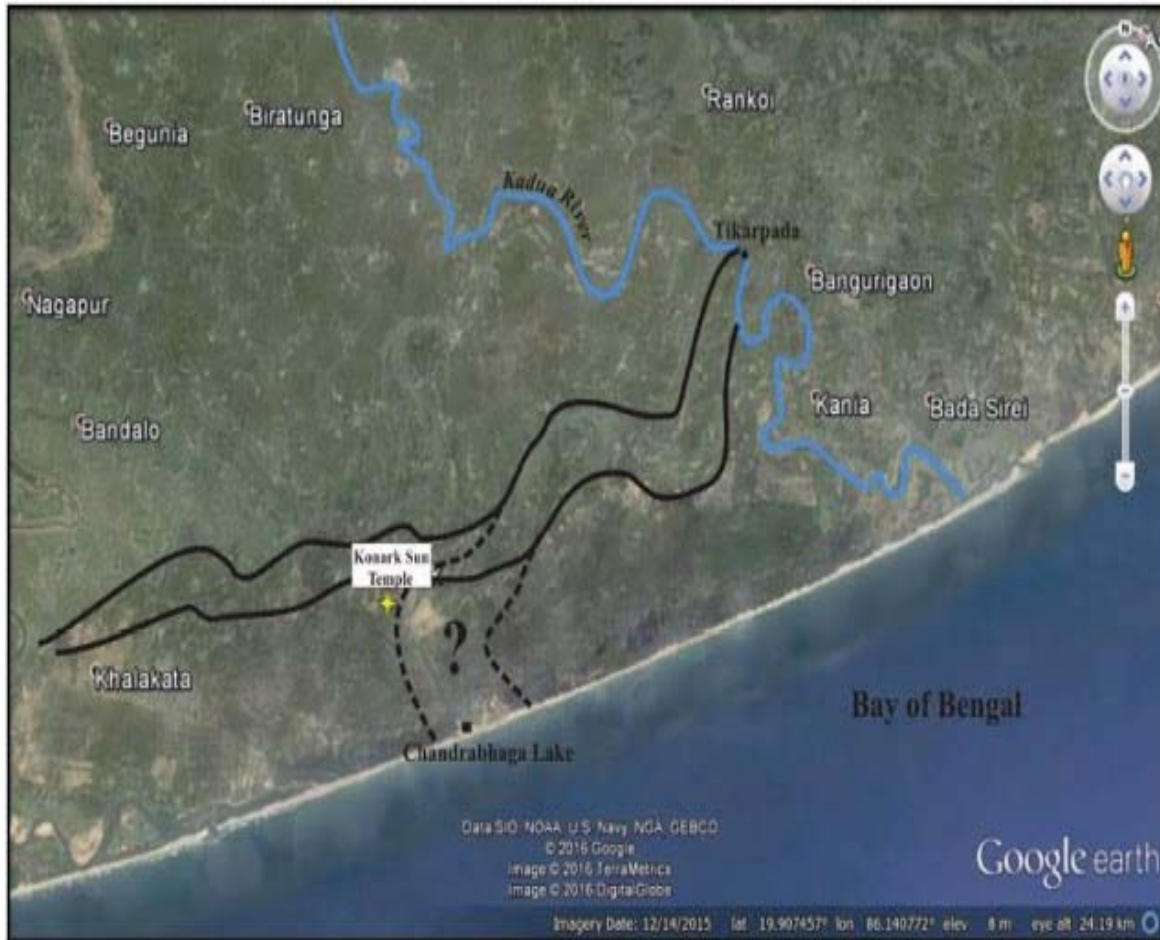 N
Rankoi
Biratunga
Begunia
Kadua River
Tikarpada
Bangurigaon
Nagapur
Kania
Bada Sirei
Bandalo
Konark Sun
Temple
?
Khalakata
Bay of Bengal
Chandrabhaga Lake
Data SIO, NOAA, U.S. Navy, NGA, GEBCO
© 2016 Google
Image © 2016 TerraMetrics
Image © 2016 DigitalGlobe
Google earth
Imagery Date: 12/14/2015 lat 19.907457° lon 86.140772° elev 8 m eye alt 24.19 km